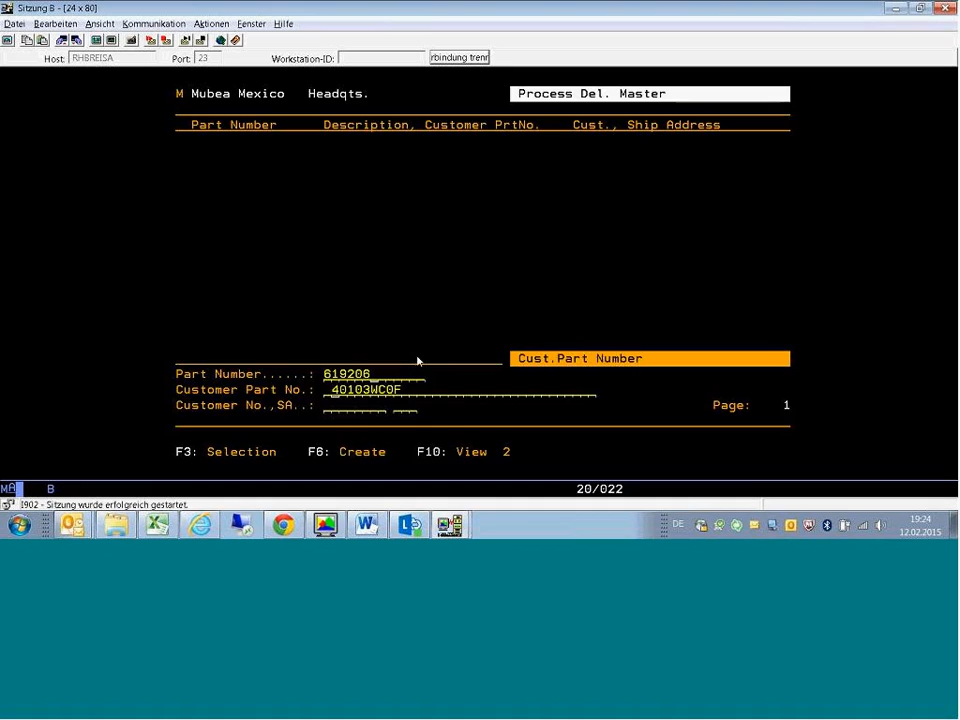 Sitzung B - [24 x 80]
Datei Bearbeiten Ansicht Kommunikation Aktionen Fenster Hilfe
Host: RHBREISA Port: 23 Workstation-ID: rbindung trenr
M Mubea Mexico Headqts. Process Del. Master
Part Number Description, Customer PrtNo. Cust., Ship Address
Cust.Part Number
Part Number......: 619206
Customer Part No.: 40103WC0F
Customer No.,SA..:
Page: 1
F3: Selection F6: Create F10: View 2
MA B 20/022
I902 - Sitzung wurde erfolgreich gestartet.
DE 19:24
12.02.2015